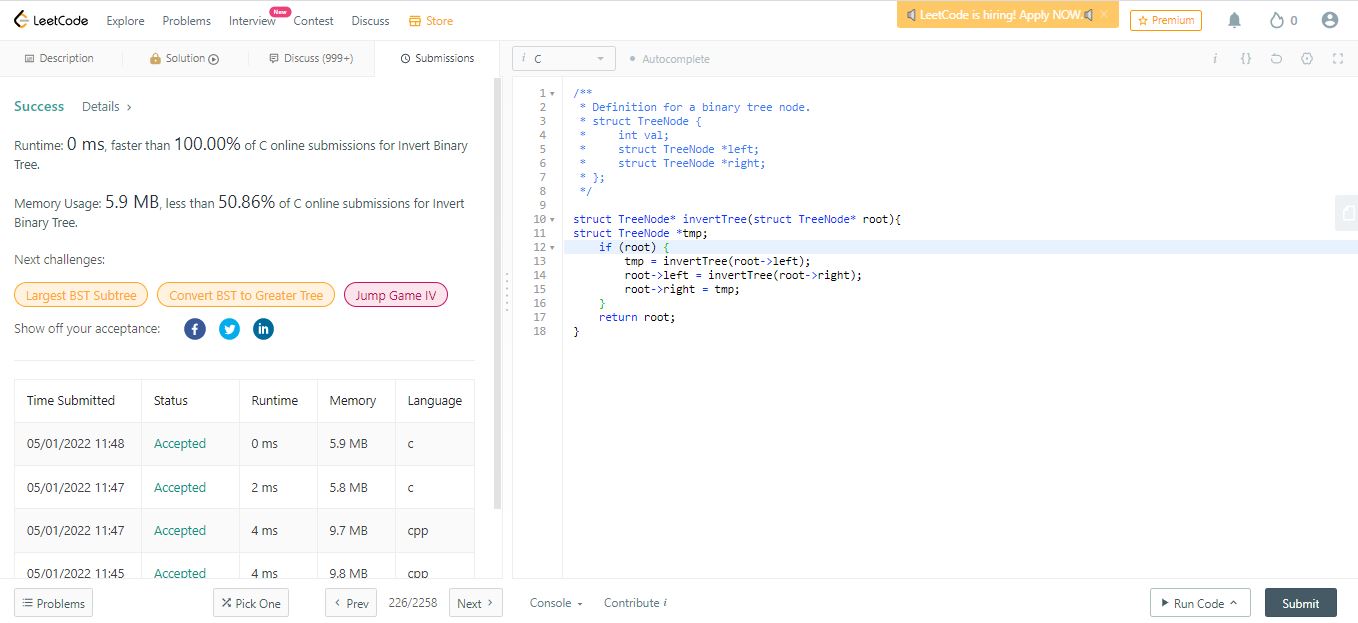 LeetCode Explore Problems Interview New Contest Discuss Store LeetCode is hiring! Apply NOW. Premium 0
Description Solution Discuss (999+) Submissions i C Autocomplete i {}
Success Details
Runtime: 0 ms, faster than 100.00% of C online submissions for Invert Binary
Tree.
Memory Usage: 5.9 MB, less than 50.86% of C online submissions for Invert
Binary Tree.
Next challenges:
Largest BST Subtree Convert BST to Greater Tree Jump Game IV
Show off your acceptance:
Time Submitted Status Runtime Memory Language
05/01/2022 11:48 Accepted 0 ms 5.9 MB c
05/01/2022 11:47 Accepted 2 ms 5.8 MB c
05/01/2022 11:47 Accepted 4 ms 9.7 MB cpp
05/01/2022 11:45 Accepted 4 ms 9.8 MB cpp
1 /**
2 * Definition for a binary tree node.
3 * struct TreeNode {
4 *     int val;
5 *     struct TreeNode *left;
6 *     struct TreeNode *right;
7 * };
8 */
9
10 struct TreeNode* invertTree(struct TreeNode* root){
11 struct TreeNode *tmp;
12     if (root) {
13         tmp = invertTree(root->left);
14         root->left = invertTree(root->right);
15         root->right = tmp;
16     }
17     return root;
18 }
Problems Pick One Prev 226/2258 Next Console Contribute i Run Code Submit